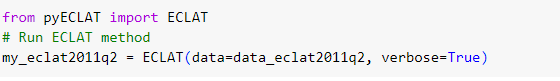 from pyECLAT import ECLAT
# Run ECLAT method
my_eclat2011q2 = ECLAT(data=data_eclat2011q2, verbose=True)